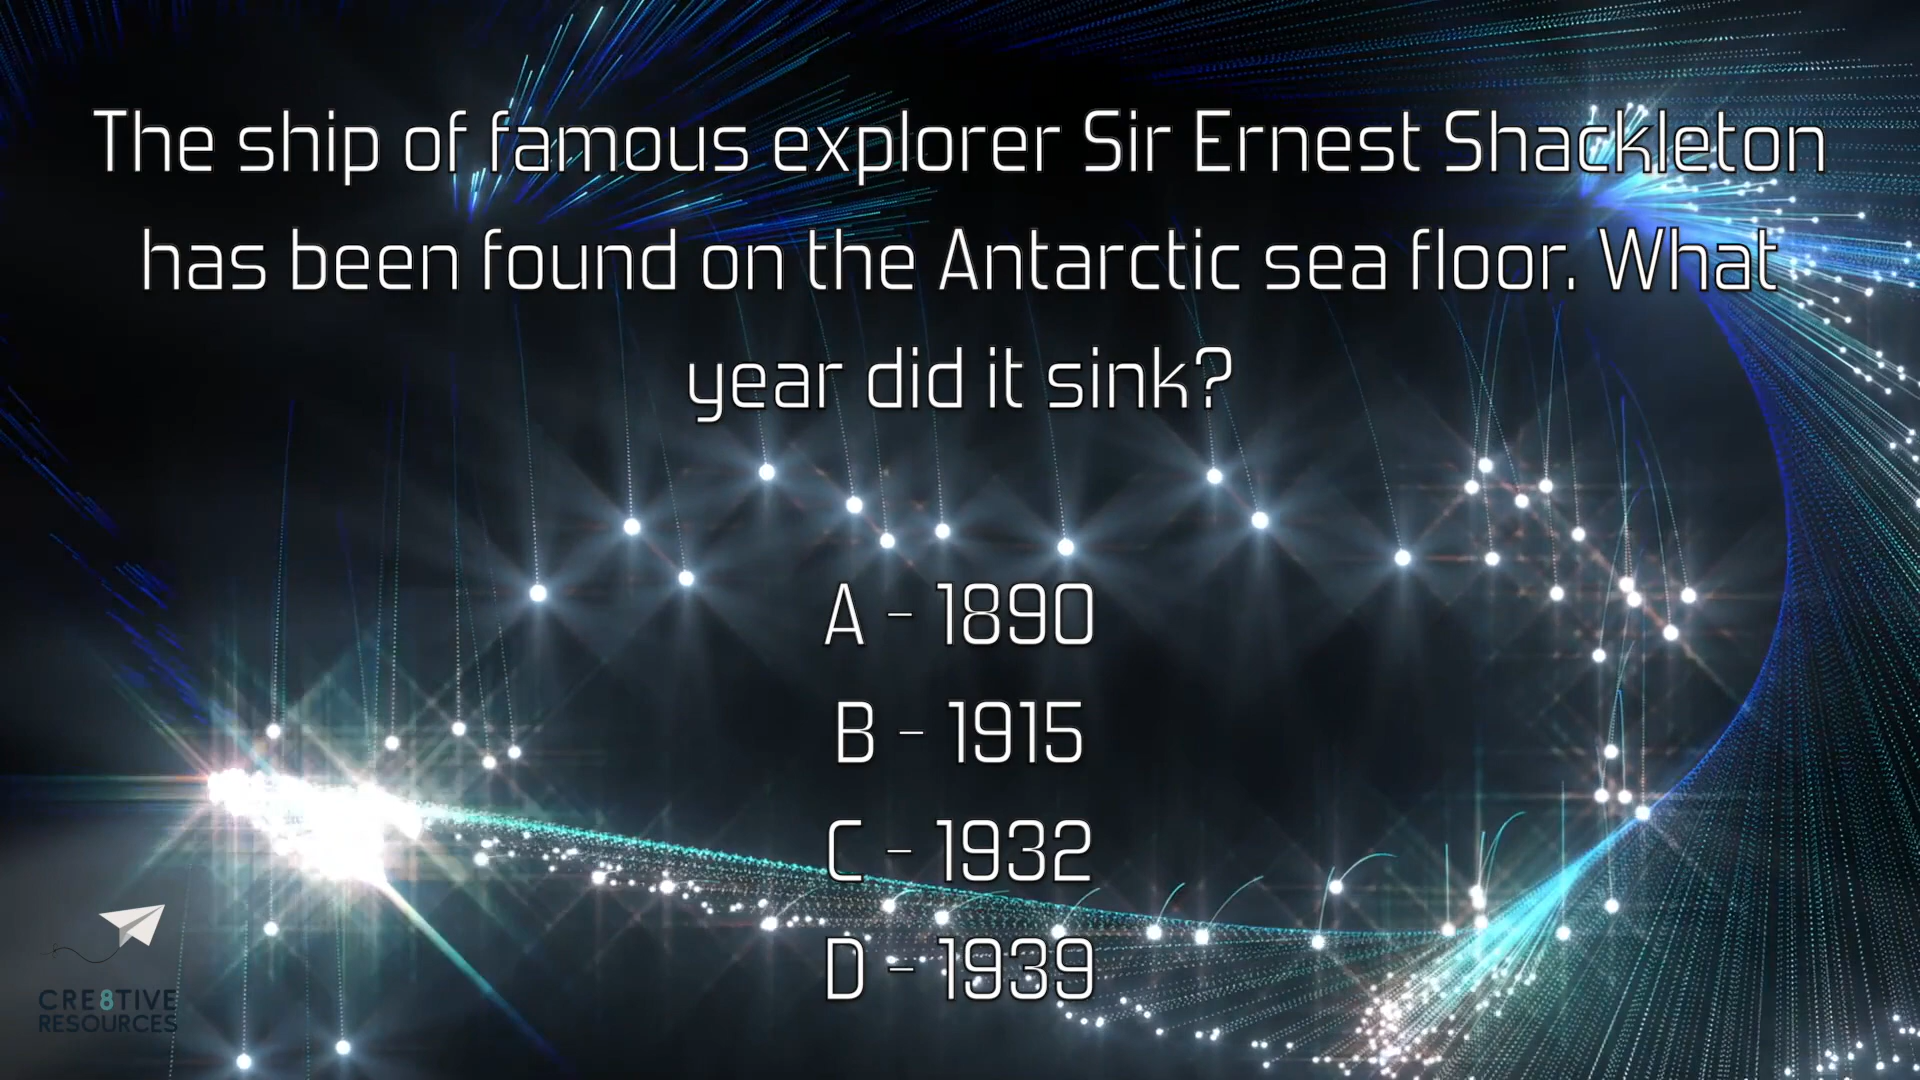 The ship of famous explorer Sir Ernest Shackleton
has been found on the Antarctic sea floor. What
year did it sink?
A - 1890
B - 1915
C - 1932
D - 1939
CRE8TIVE
RESOURCES